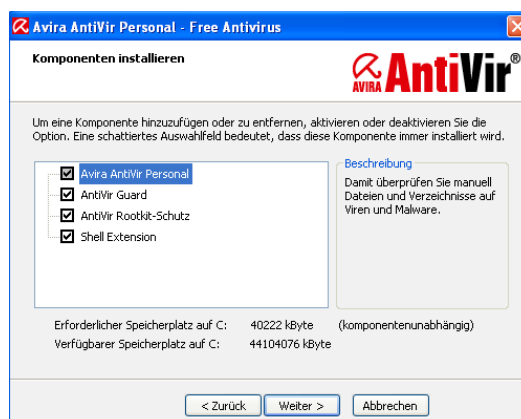 Avira AntiVir Personal - Free Antivirus
Komponenten installieren
AVIRA AntiVir®
Um eine Komponente hinzuzufügen oder zu entfernen, aktivieren oder deaktivieren Sie die
Option. Eine schattiertes Auswahlfeld bedeutet, dass diese Komponente immer installiert wird.
Avira AntiVir Personal
AntiVir Guard
AntiVir Rootkit-Schutz
Shell Extension
Beschreibung
Damit überprüfen Sie manuell
Dateien und Verzeichnisse auf
Viren und Malware.
Erforderlicher Speicherplatz auf C: 40222 kByte (komponentenunabhängig)
Verfügbarer Speicherplatz auf C: 44104076 kByte
< Zurück Weiter > Abbrechen